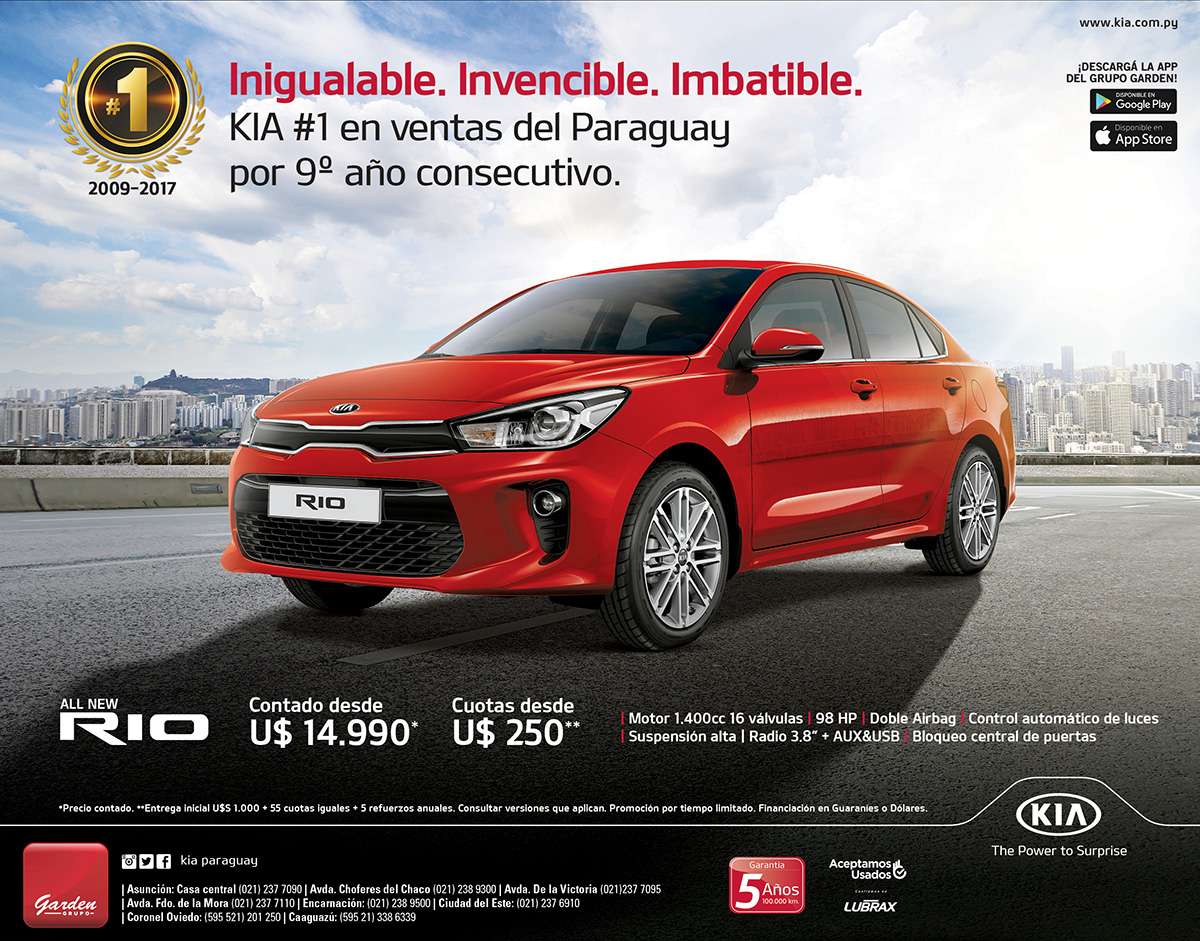 www.kia.com.py
¡DESCARGÁ LA APP
DEL GRUPO GARDEN!
DISPONIBLE EN
Google Play
Disponible en
App Store
#1
2009-2017
Inigualable. Invencible. Imbatible.
KIA #1 en ventas del Paraguay
por 9º año consecutivo.
KIA
RIO
ALL NEW
RIO
Contado desde
U$ 14.990*
Cuotas desde
U$ 250**
| Motor 1.400cc 16 válvulas | 98 HP | Doble Airbag | Control automático de luces
| Suspensión alta | Radio 3.8" + AUX&USB | Bloqueo central de puertas
*Precio contado. **Entrega inicial U$S 1.000 + 55 cuotas iguales + 5 refuerzos anuales. Consultar versiones que aplican. Promoción por tiempo limitado. Financiación en Guaraníes o Dólares.
KIA
The Power to Surprise
Garden
GRUPO
kia paraguay
| Asunción: Casa central (021) 237 7090 | Avda. Choferes del Chaco (021) 238 9300 | Avda. De la Victoria (021)237 7095
| Avda. Fdo. de la Mora (021) 237 7110 | Encarnación: (021) 238 9500 | Ciudad del Este: (021) 237 6910
| Coronel Oviedo: (595 521) 201 250 | Caaguazú: (595 21) 338 6339
Garantía
5 Años
100.000 km.
Aceptamos
Usados
LUBRAX